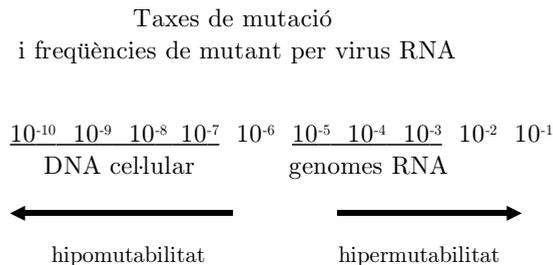 Taxes de mutació
i freqüències de mutant per virus RNA
10⁻¹⁰ 10⁻⁹ 10⁻⁸ 10⁻⁷ 10⁻⁶ 10⁻⁵ 10⁻⁴ 10⁻³ 10⁻² 10⁻¹
DNA cel·lular genomes RNA
hipomutabilitat hipermutabilitat